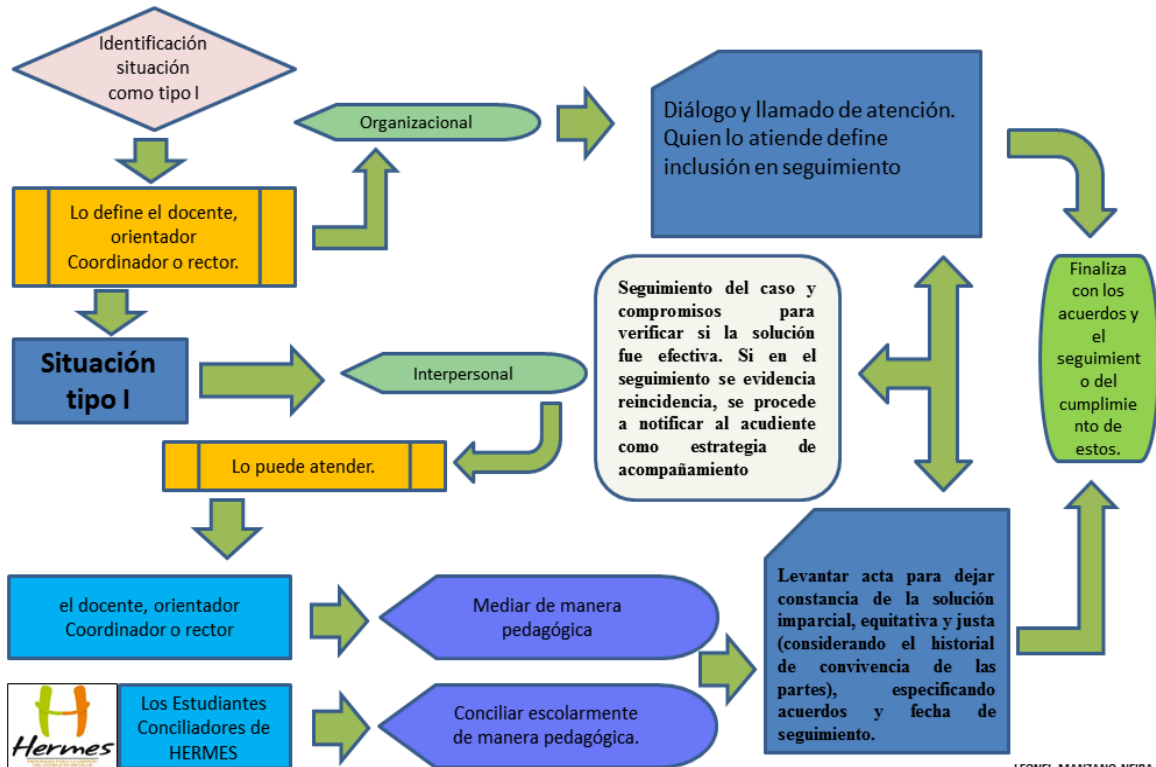 Identificación
situación
como tipo I
Organizacional
Diálogo y llamado de atención.
Quien lo atiende define
inclusión en seguimiento
Lo define el docente,
orientador
Coordinador o rector.
Situación
tipo I
Interpersonal
Seguimiento del caso y
compromisos para
verificar si la solución
fue efectiva. Si en el
seguimiento se evidencia
reincidencia, se procede
a notificar al acudiente
como estrategia de
acompañamiento
Finaliza
con los
acuerdos y
el
seguimient
o del
cumplimie
nto de
estos.
Lo puede atender.
el docente, orientador
Coordinador o rector
Mediar de manera
pedagógica
Levantar acta para dejar
constancia de la solución
imparcial, equitativa y justa
(considerando el historial
de convivencia de las
partes), especificando
acuerdos y fecha de
seguimiento.
Hermes
Los Estudiantes
Conciliadores de
HERMES
Conciliar escolarmente
de manera pedagógica.
LEONEL MANZANO NEIRA